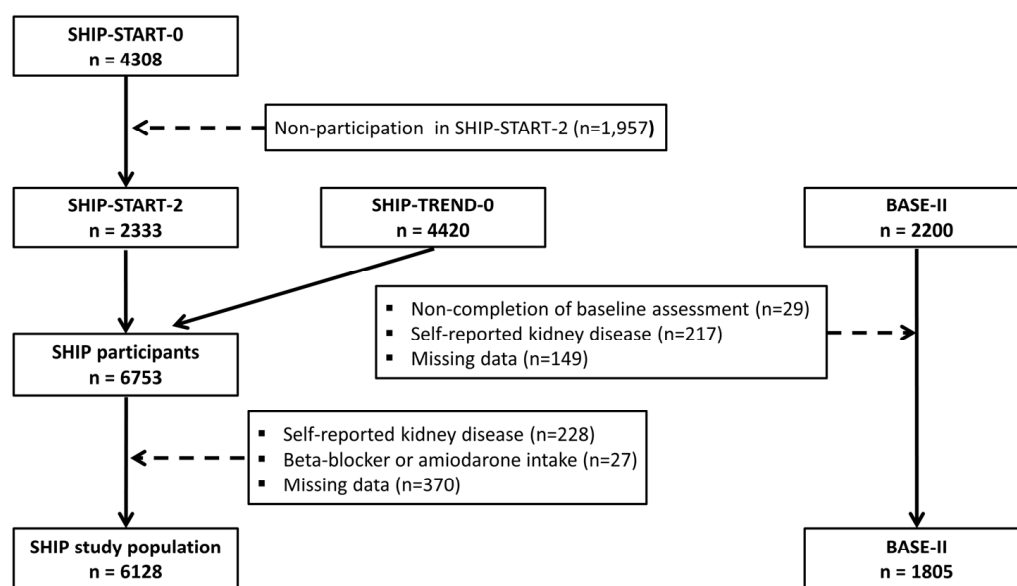 SHIP-START-0
n = 4308
Non-participation in SHIP-START-2 (n=1,957)
SHIP-START-2
n = 2333
SHIP-TREND-0
n = 4420
BASE-II
n = 2200
▪ Non-completion of baseline assessment (n=29)
▪ Self-reported kidney disease (n=217)
▪ Missing data (n=149)
SHIP participants
n = 6753
▪ Self-reported kidney disease (n=228)
▪ Beta-blocker or amiodarone intake (n=27)
▪ Missing data (n=370)
SHIP study population
n = 6128
BASE-II
n = 1805